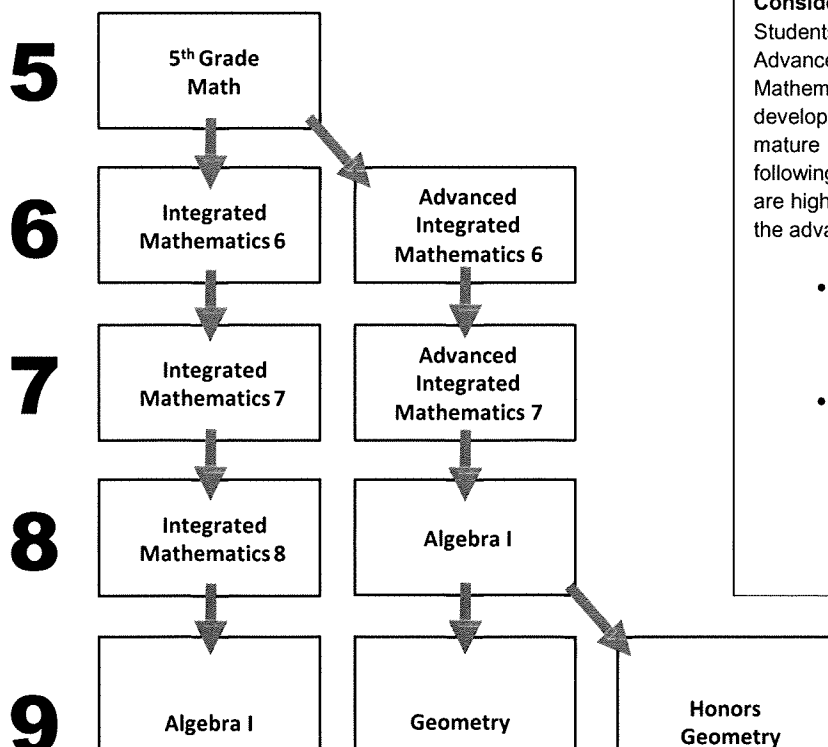 5
5th Grade
Math
6
Integrated
Mathematics 6
Advanced
Integrated
Mathematics 6
7
Integrated
Mathematics 7
Advanced
Integrated
Mathematics 7
8
Integrated
Mathematics 8
Algebra I
9
Algebra I
Geometry
Honors
Geometry
Students
Advance
Mathem
develop
mature
following
are high
the adva
•
•